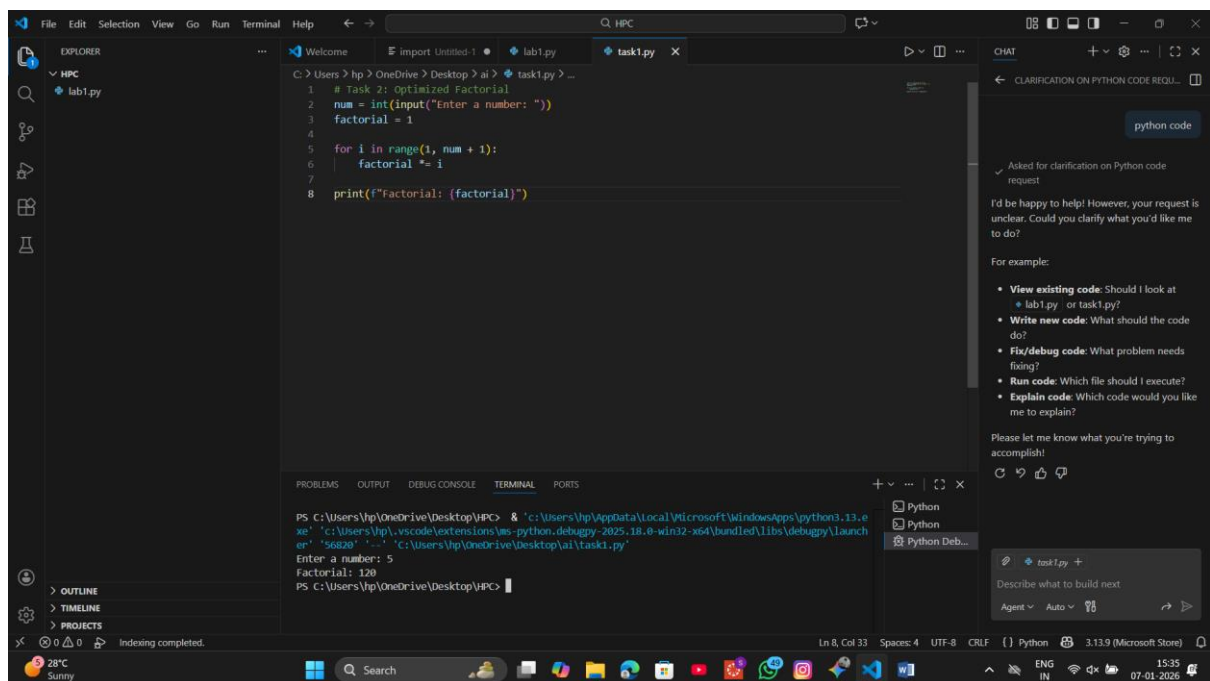 File Edit Selection View Go Run Terminal Help
HPC
EXPLORER
HPC
lab1.py
OUTLINE
TIMELINE
PROJECTS
Welcome
import Untitled-1
lab1.py
task1.py
C: > Users > hp > OneDrive > Desktop > ai > task1.py > ...
1 # Task 2: Optimized Factorial
2 num = int(input("Enter a number: "))
3 factorial = 1
4
5 for i in range(1, num + 1):
6 factorial *= i
7
8 print(f"Factorial: {factorial}")
PROBLEMS OUTPUT DEBUG CONSOLE TERMINAL PORTS
PS C:\Users\hp\OneDrive\Desktop\HPC> & 'c:\Users\hp\AppData\Local\Microsoft\WindowsApps\python3.13.e
xe' 'c:\Users\hp\.vscode\extensions\ms-python.debugpy-2025.18.0-win32-x64\bundled\libs\debugpy\launch
er' '56820' '--' 'C:\Users\hp\OneDrive\Desktop\ai\task1.py'
Enter a number: 5
Factorial: 120
PS C:\Users\hp\OneDrive\Desktop\HPC>
Python
Python
Python Deb...
CHAT
CLARIFICATION ON PYTHON CODE REQU...
python code
Asked for clarification on Python code
request
I'd be happy to help! However, your request is
unclear. Could you clarify what you'd like me
to do?
For example:
• View existing code: Should I look at
lab1.py or task1.py?
• Write new code: What should the code
do?
• Fix/debug code: What problem needs
fixing?
• Run code: Which file should I execute?
• Explain code: Which code would you like
me to explain?
Please let me know what you're trying to
accomplish!
task1.py
Describe what to build next
Agent Auto
0 0 Indexing completed.
Ln 8, Col 33 Spaces: 4 UTF-8 CRLF {} Python 3.13.9 (Microsoft Store)
5
28°C
Sunny
Search
49
ENG
IN
15:35
07-01-2026